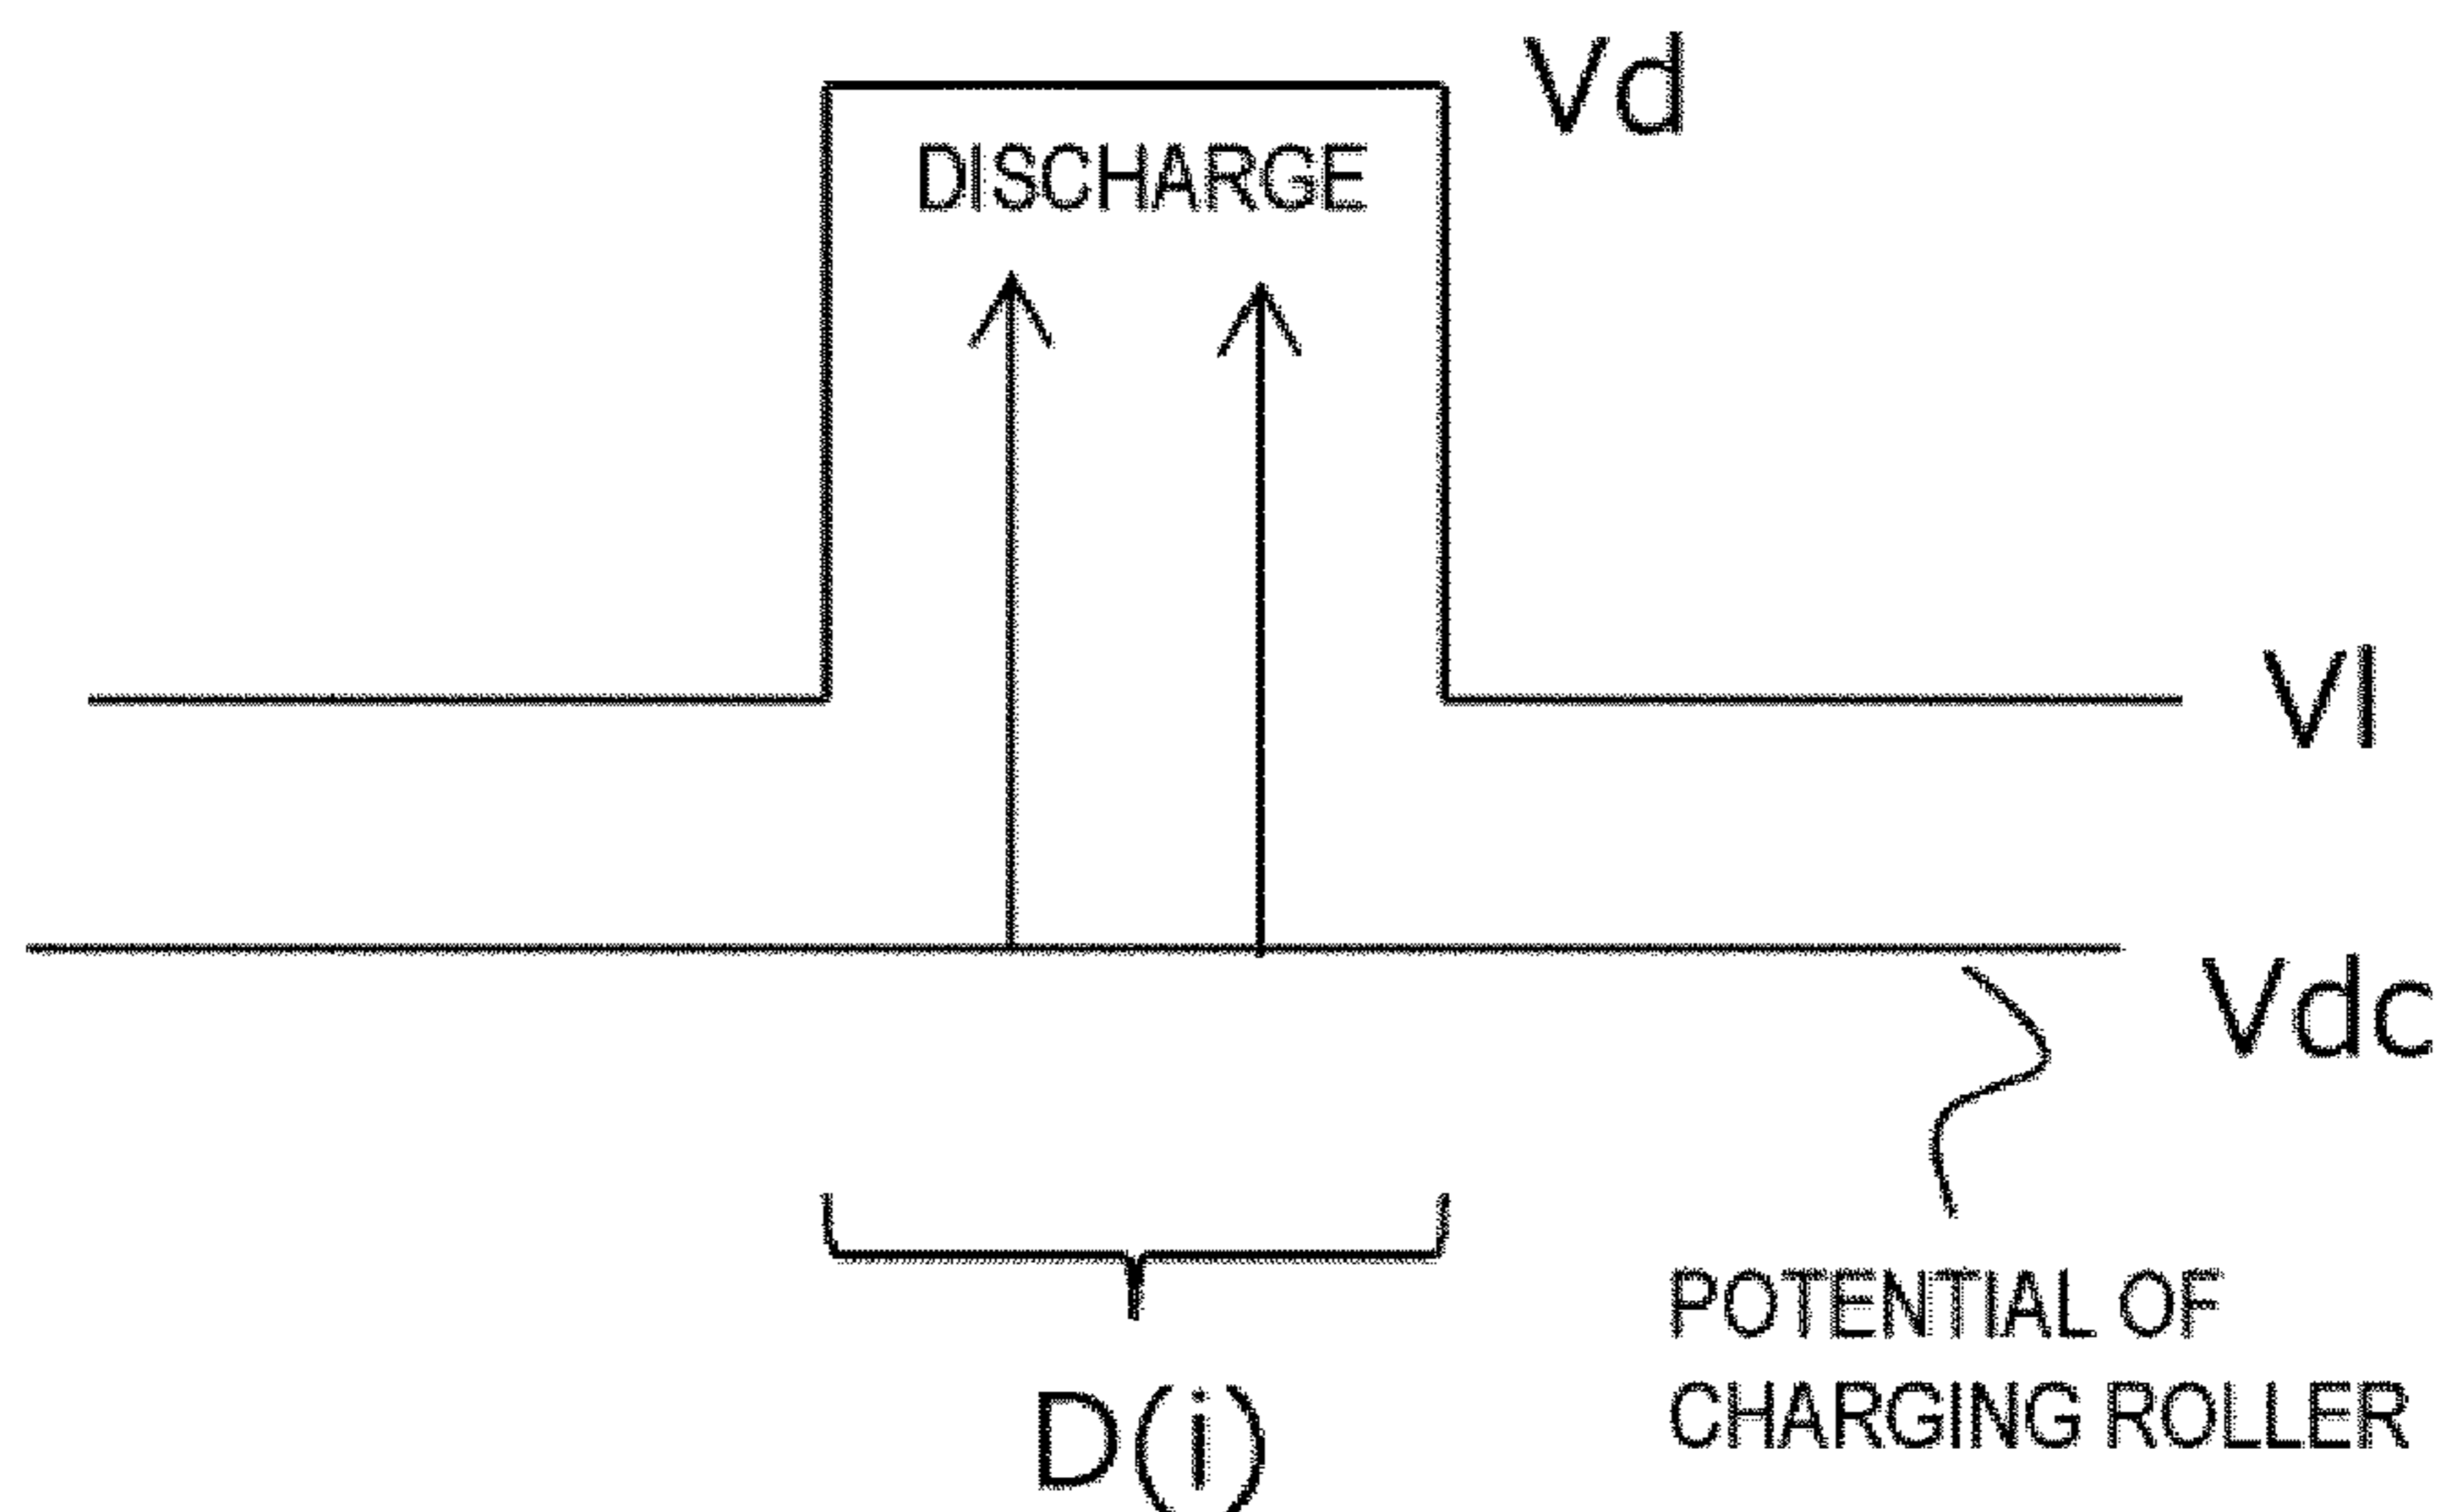 Vd
DISCHARGE
Vl
Vdc
POTENTIAL OF
CHARGING ROLLER
D(i)